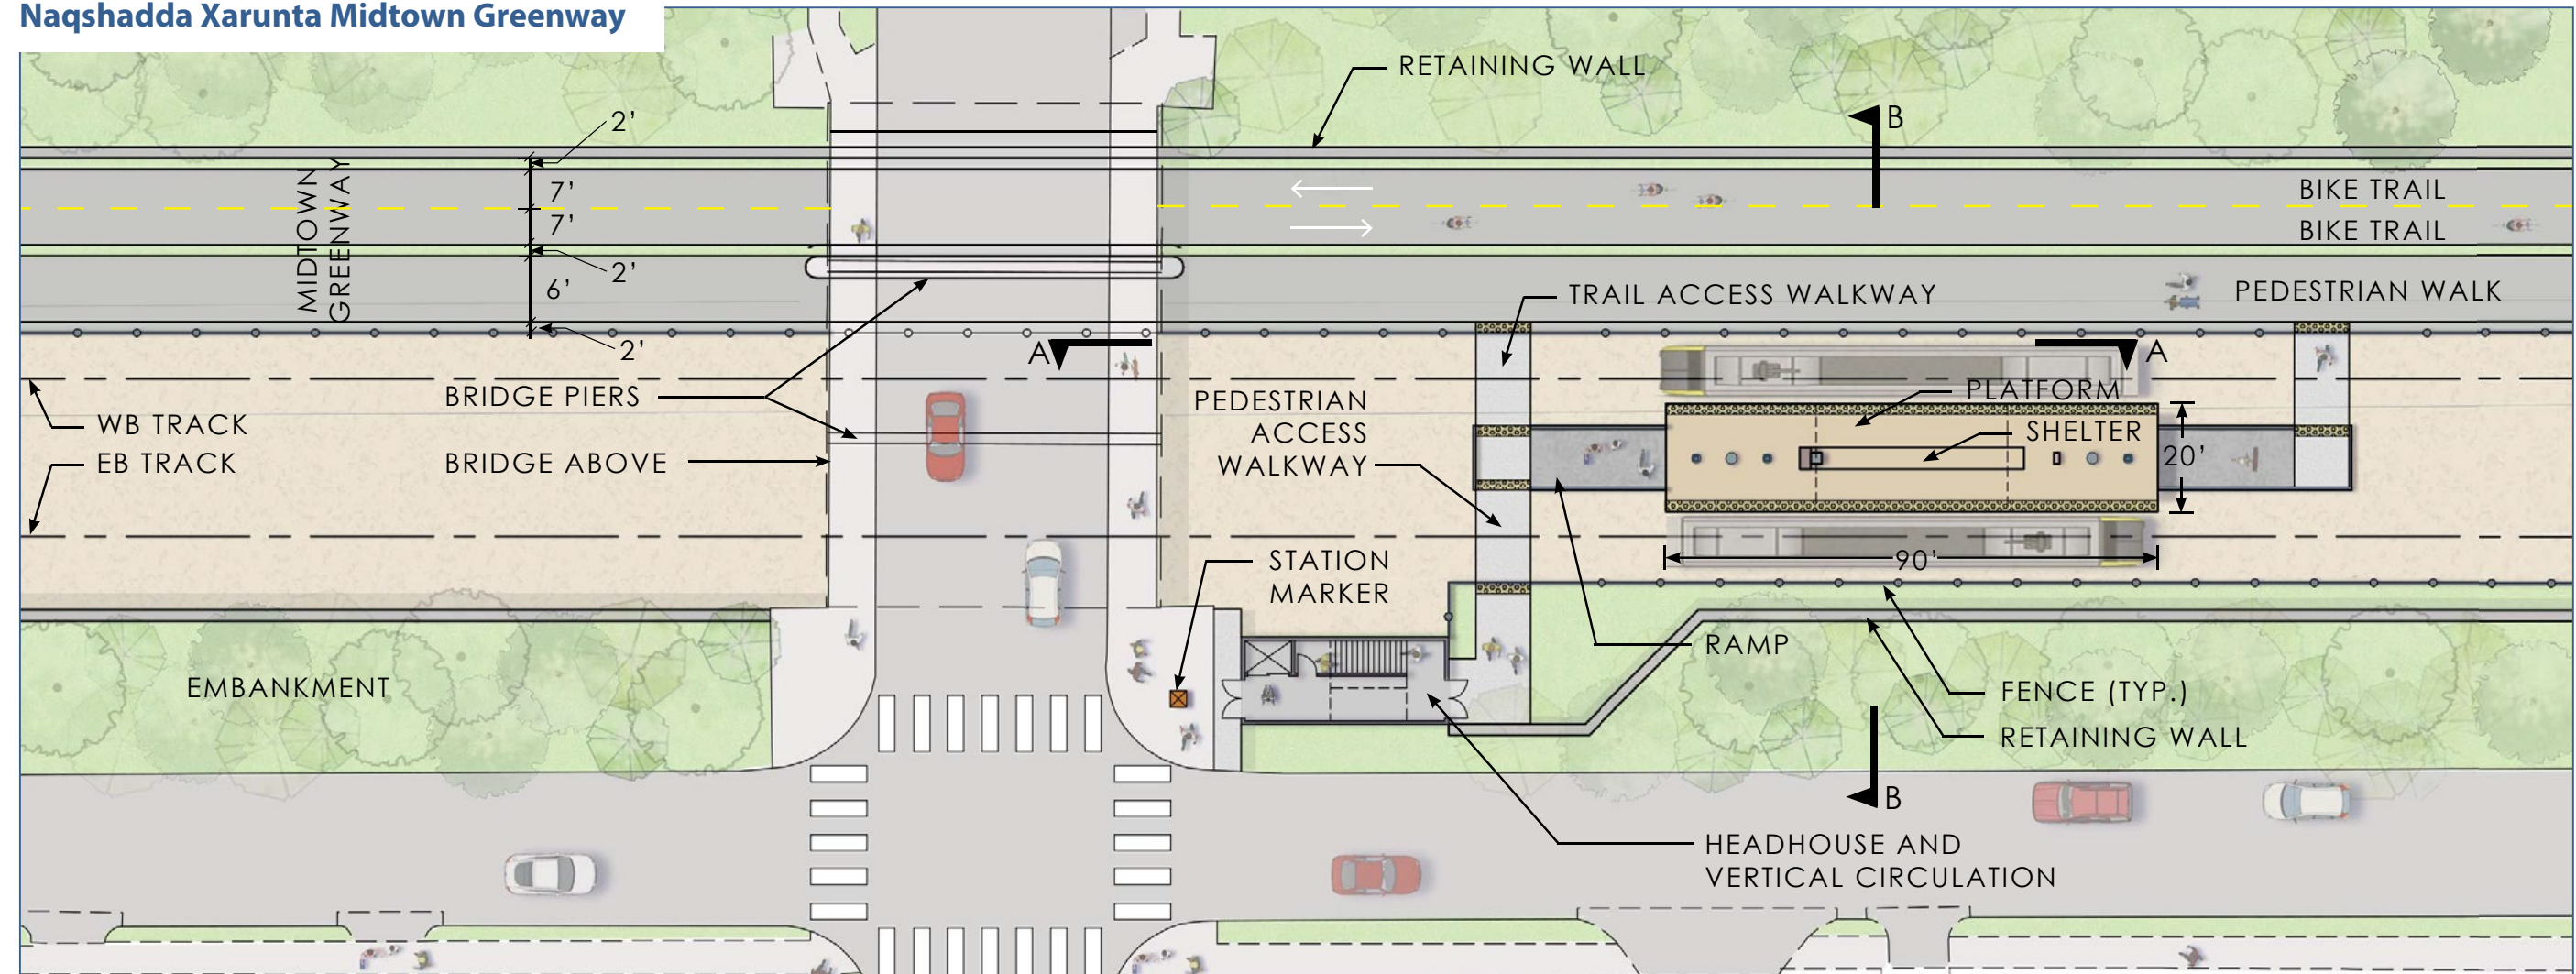 Naqshadda Xarunta Midtown Greenway
RETAINING WALL
2’
B
MIDTOWN
GREENWAY
7’
7’
BIKE TRAIL
BIKE TRAIL
2’
6’
TRAIL ACCESS WALKWAY
PEDESTRIAN WALK
2’
A
A
BRIDGE PIERS
PEDESTRIAN
ACCESS
WALKWAY
PLATFORM
WB TRACK
SHELTER
EB TRACK
BRIDGE ABOVE
20’
STATION
MARKER
90’
RAMP
EMBANKMENT
FENCE (TYP.)
RETAINING WALL
B
HEADHOUSE AND
VERTICAL CIRCULATION